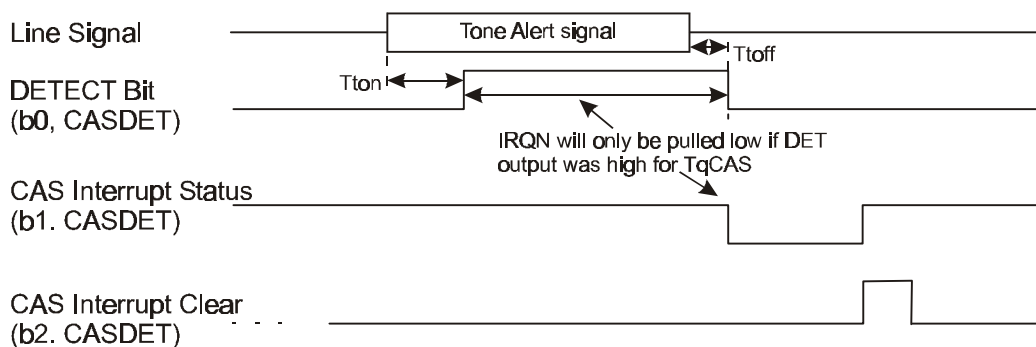 Line Signal
Tone Alert signal
Ttoff
Tton
DETECT Bit
(b0, CASDET)
IRQN will only be pulled low if DET
output was high for TqCAS
CAS Interrupt Status
(b1. CASDET)
CAS Interrupt Clear
(b2. CASDET)